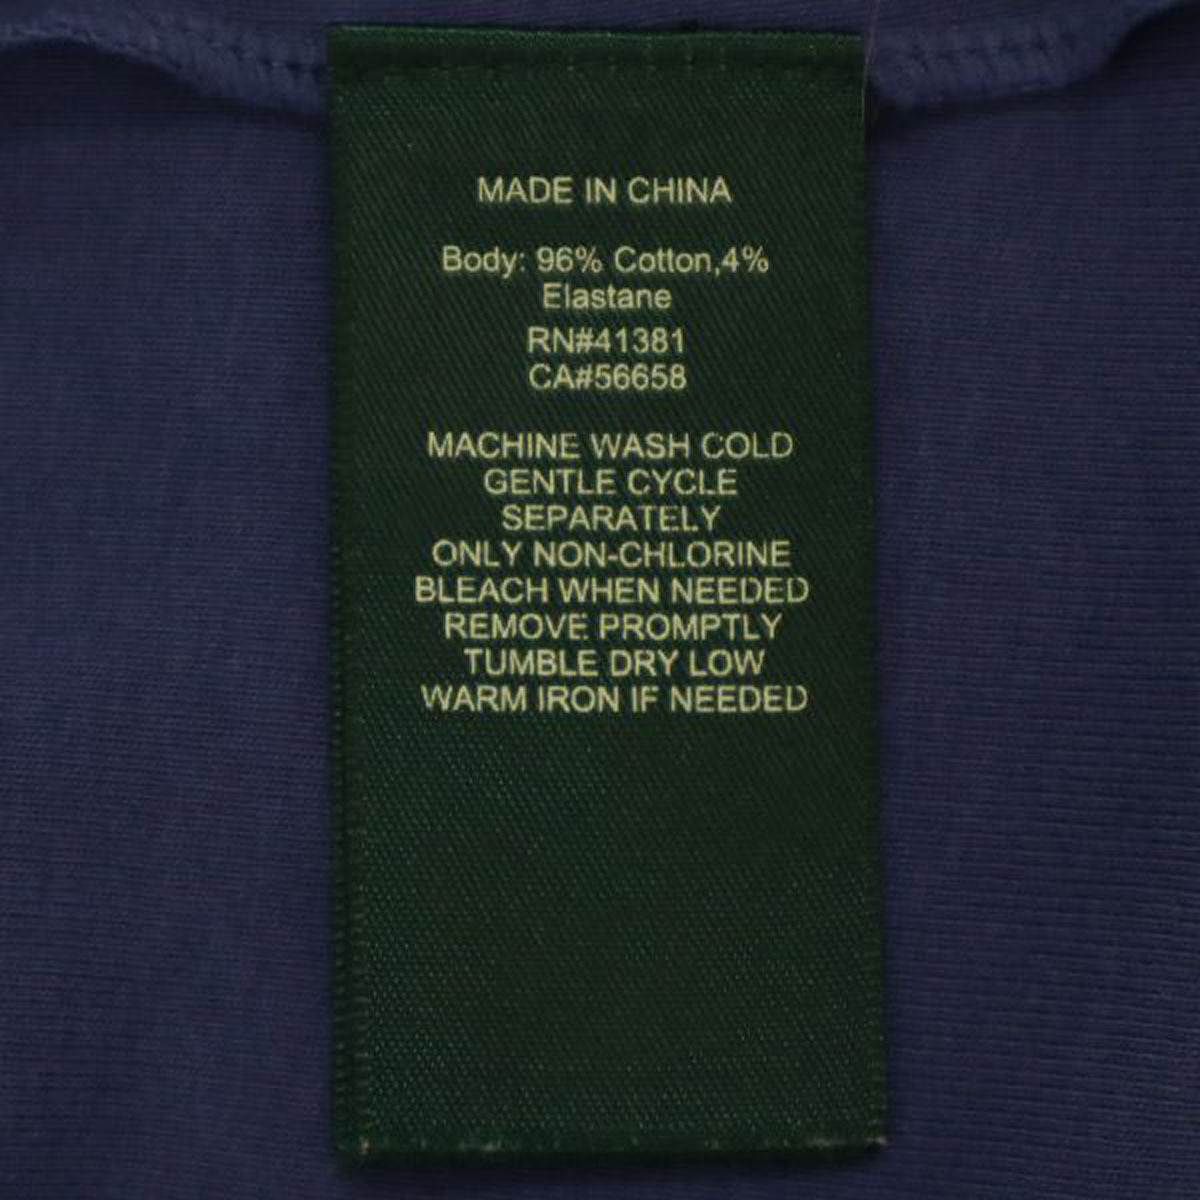 MADE IN CHINA
Body: 96% Cotton,4%
Elastane
RN#41381
CA#56658
MACHINE WASH COLD
GENTLE CYCLE
SEPARATELY
ONLY NON-CHLORINE
BLEACH WHEN NEEDED
REMOVE PROMPTLY
TUMBLE DRY LOW
WARM IRON IF NEEDED